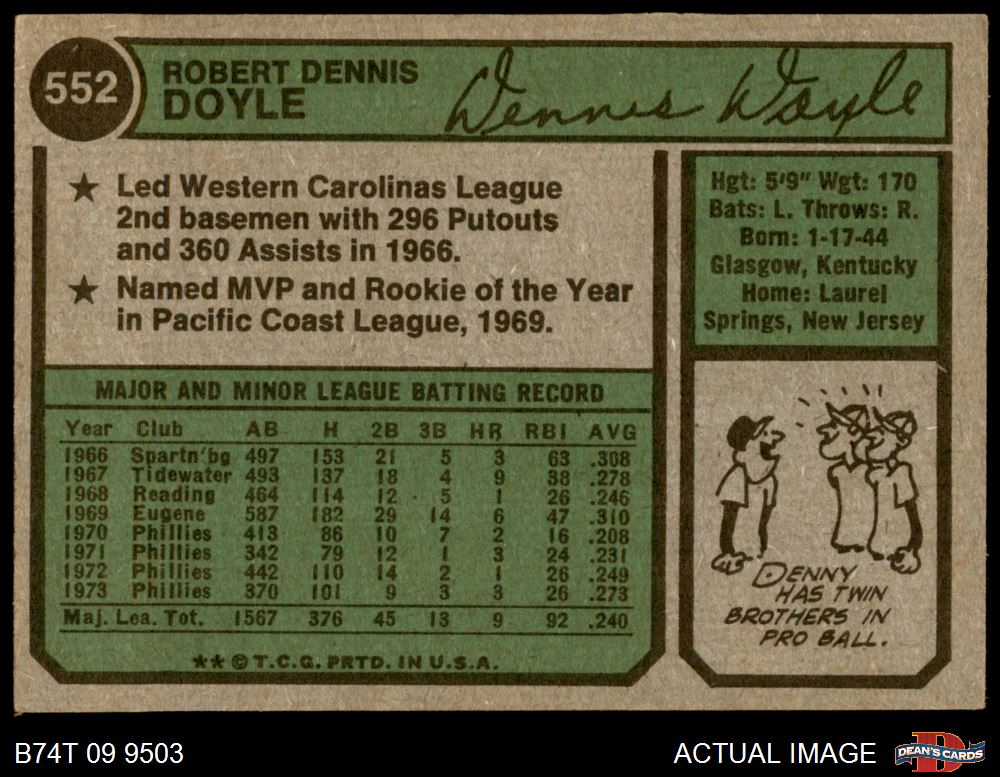 552
ROBERT DENNIS
DOYLE
Dennis Doyle
★ Led Western Carolinas League
2nd basemen with 296 Putouts
and 360 Assists in 1966.
★ Named MVP and Rookie of the Year
in Pacific Coast League, 1969.
Hgt: 5'9" Wgt: 170
Bats: L. Throws: R.
Born: 1-17-44
Glasgow, Kentucky
Home: Laurel
Springs, New Jersey
MAJOR AND MINOR LEAGUE BATTING RECORD
Year Club AB H 2B 3B HR RBI AVG
1966 Spartn'bg 497 153 21 5 3 63 .308
1967 Tidewater 493 137 18 4 9 38 .278
1968 Reading 464 114 12 5 1 26 .246
1969 Eugene 587 182 29 14 6 47 .310
1970 Phillies 413 86 10 7 2 16 .208
1971 Phillies 342 79 12 1 3 24 .231
1972 Phillies 442 110 14 2 1 26 .249
1973 Phillies 370 101 9 3 3 26 .273
Maj. Lea. Tot. 1567 376 45 13 9 92 .240
★★ © T.C.G. PRTD. IN U.S.A.
DENNY
HAS TWIN
BROTHERS IN
PRO BALL.
B74T 09 9503
ACTUAL IMAGE
D
DEAN'S CARDS